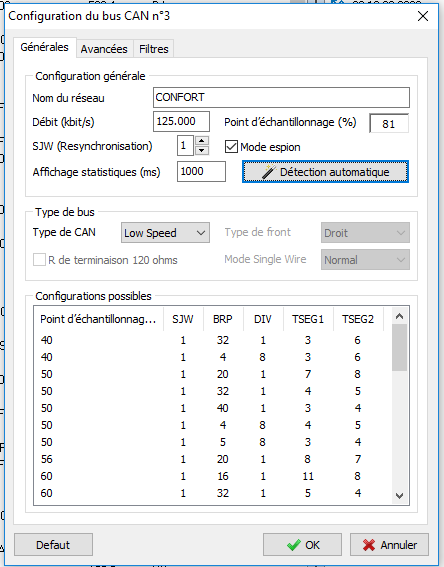 Configuration du bus CAN n°3
Générales Avancées Filtres
Configuration générale
Nom du réseau CONFORT
Débit (kbit/s) 125.000 Point d'échantillonnage (%) 81
SJW (Resynchronisation) 1 Mode espion
Affichage statistiques (ms) 1000 Détection automatique
Type de bus
Type de CAN Low Speed Type de front Droit
R de terminaison 120 ohms Mode Single Wire Normal
Configurations possibles
Point d'échantillonnag... SJW BRP DIV TSEG1 TSEG2
40 1 32 1 3 6
40 1 4 8 3 6
50 1 20 1 7 8
50 1 32 1 4 5
50 1 40 1 3 4
50 1 4 8 4 5
50 1 5 8 3 4
56 1 20 1 8 7
60 1 16 1 11 8
60 1 32 1 5 4
Defaut OK Annuler